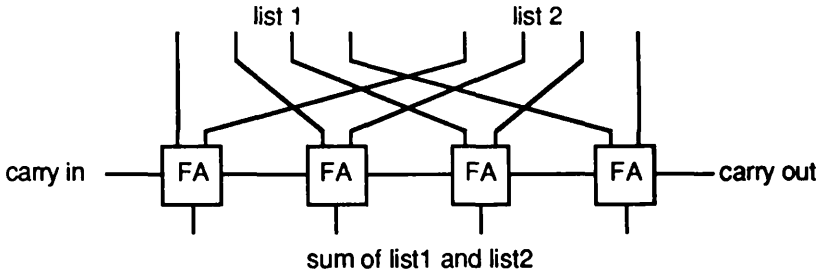 list 1 list 2
carry in FA FA FA FA carry out
sum of list1 and list2